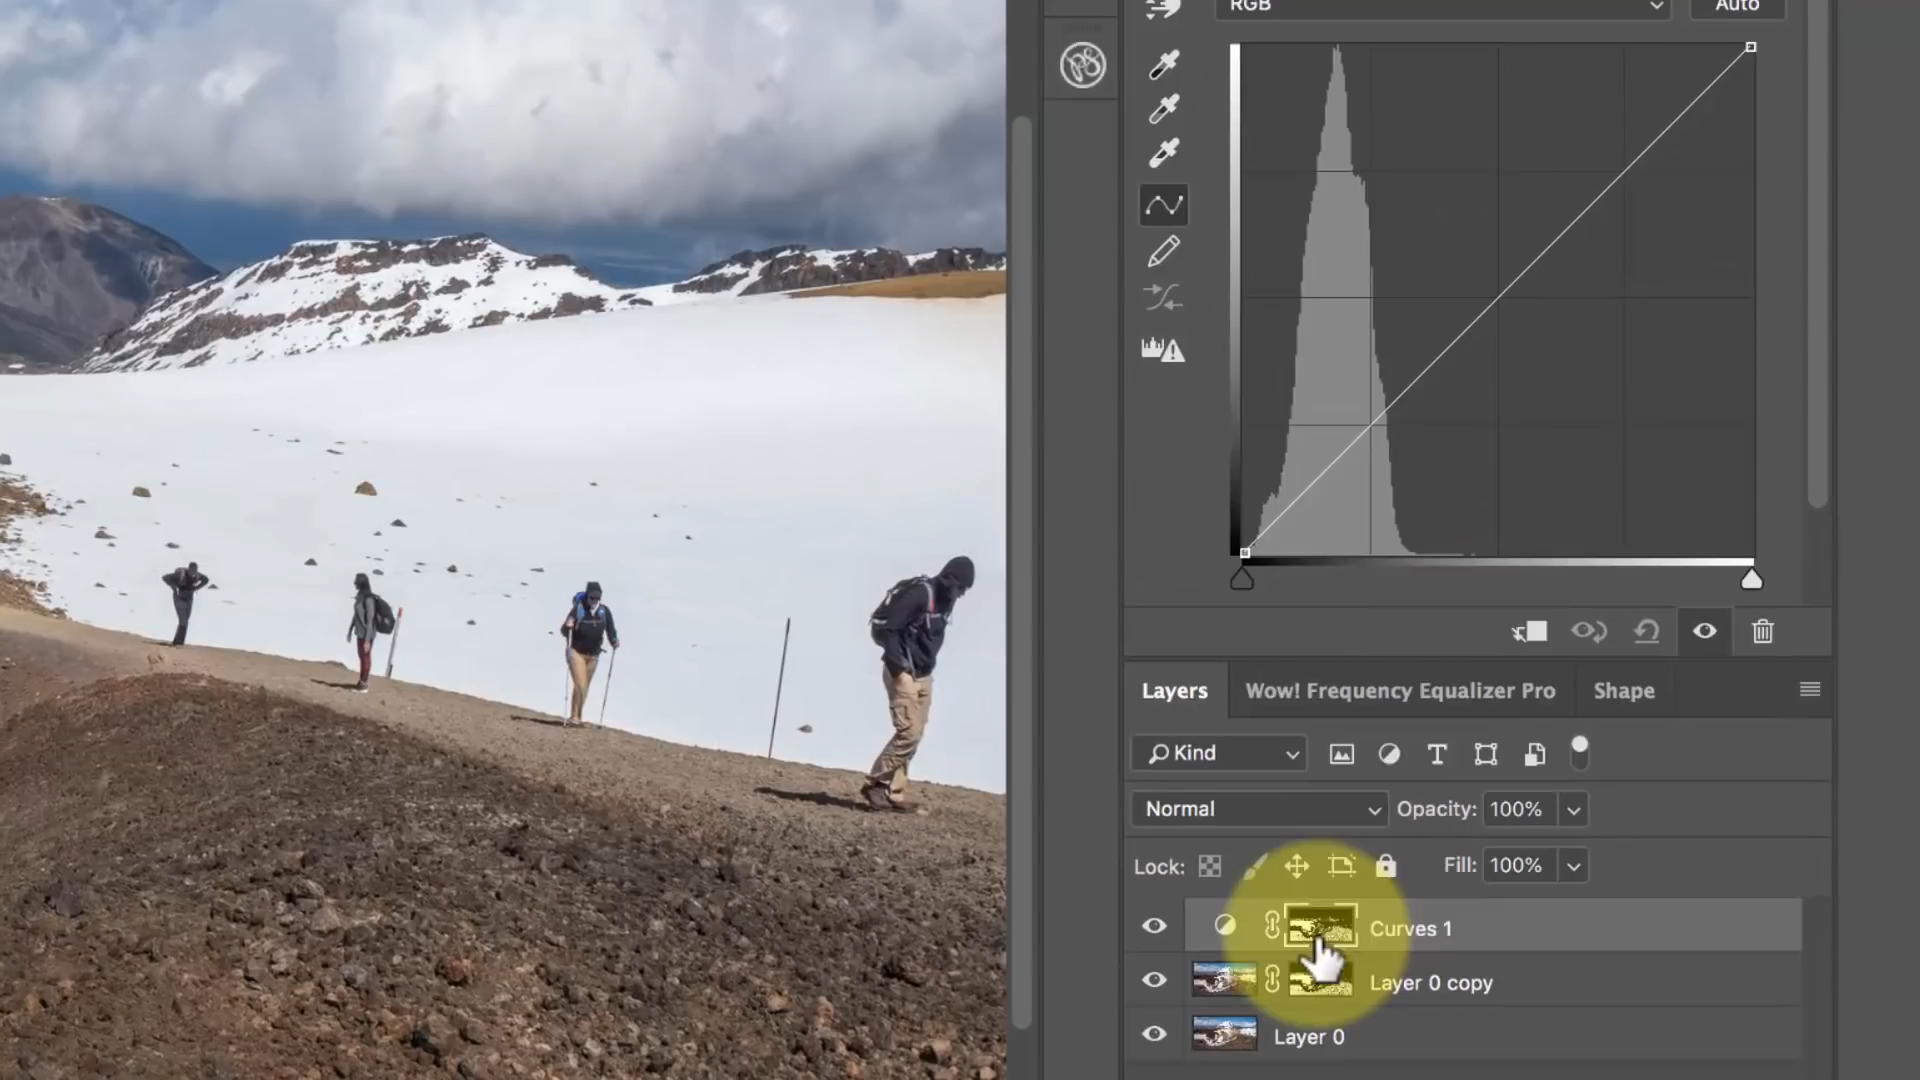 RGB
Auto
Layers
Wow! Frequency Equalizer Pro
Shape
Kind
Normal
Opacity: 100%
Lock:
Fill: 100%
Curves 1
Layer 0 copy
Layer 0